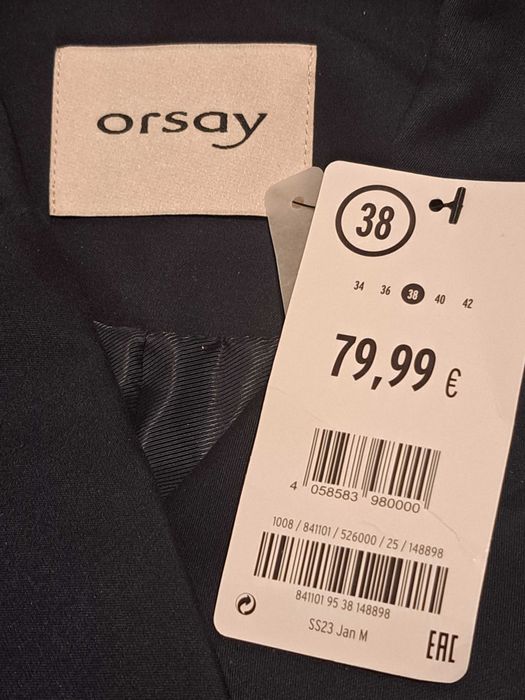 orsay
38
34 36 38 40 42
79,99 €
4 058583 980000
1008 / 841101 / 526000 / 25 / 148898
841101 95 38 148898
SS23 Jan M
EAC